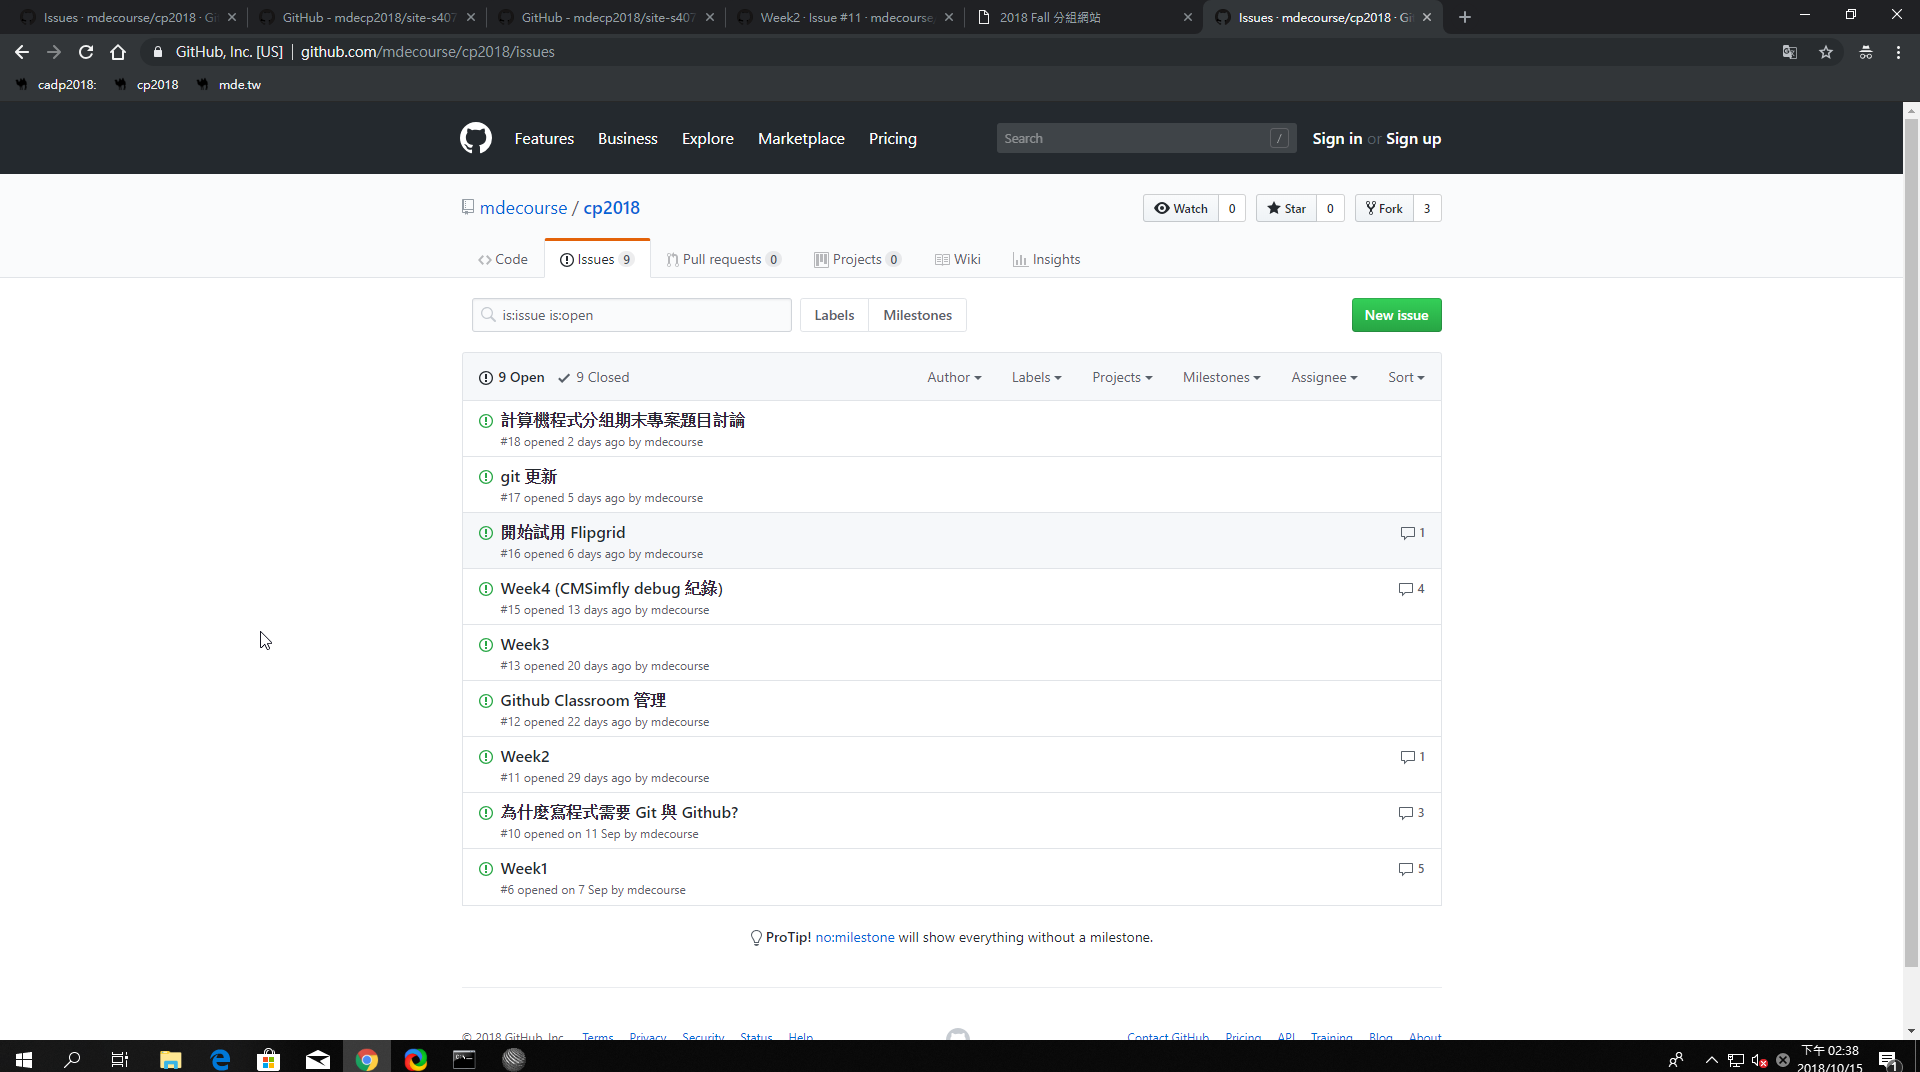 Issues · mdecourse/cp2018 · Gi
GitHub - mdecp2018/site-s407
GitHub - mdecp2018/site-s407
Week2 · Issue #11 · mdecourse/
2018 Fall 分組網站
Issues · mdecourse/cp2018 · Gi
GitHub, Inc. [US] | github.com/mdecourse/cp2018/issues
cadp2018: cp2018 mde.tw
Features Business Explore Marketplace Pricing Search / Sign in or Sign up
mdecourse / cp2018 Watch 0 Star 0 Fork 3
Code Issues 9 Pull requests 0 Projects 0 Wiki Insights
is:issue is:open Labels Milestones New issue
9 Open 9 Closed Author Labels Projects Milestones Assignee Sort
計算機程式分組期末專案題目討論
#18 opened 2 days ago by mdecourse
git 更新
#17 opened 5 days ago by mdecourse
開始試用 Flipgrid 1
#16 opened 6 days ago by mdecourse
Week4 (CMSimfly debug 紀錄) 4
#15 opened 13 days ago by mdecourse
Week3
#13 opened 20 days ago by mdecourse
Github Classroom 管理
#12 opened 22 days ago by mdecourse
Week2 1
#11 opened 29 days ago by mdecourse
為什麼寫程式需要 Git 與 Github? 3
#10 opened on 11 Sep by mdecourse
Week1 5
#6 opened on 7 Sep by mdecourse
ProTip! no:milestone will show everything without a milestone.
© 2018 GitHub, Inc. Terms Privacy Security Status Help Contact GitHub Pricing API Training Blog About
下午 02:38
2018/10/15
1